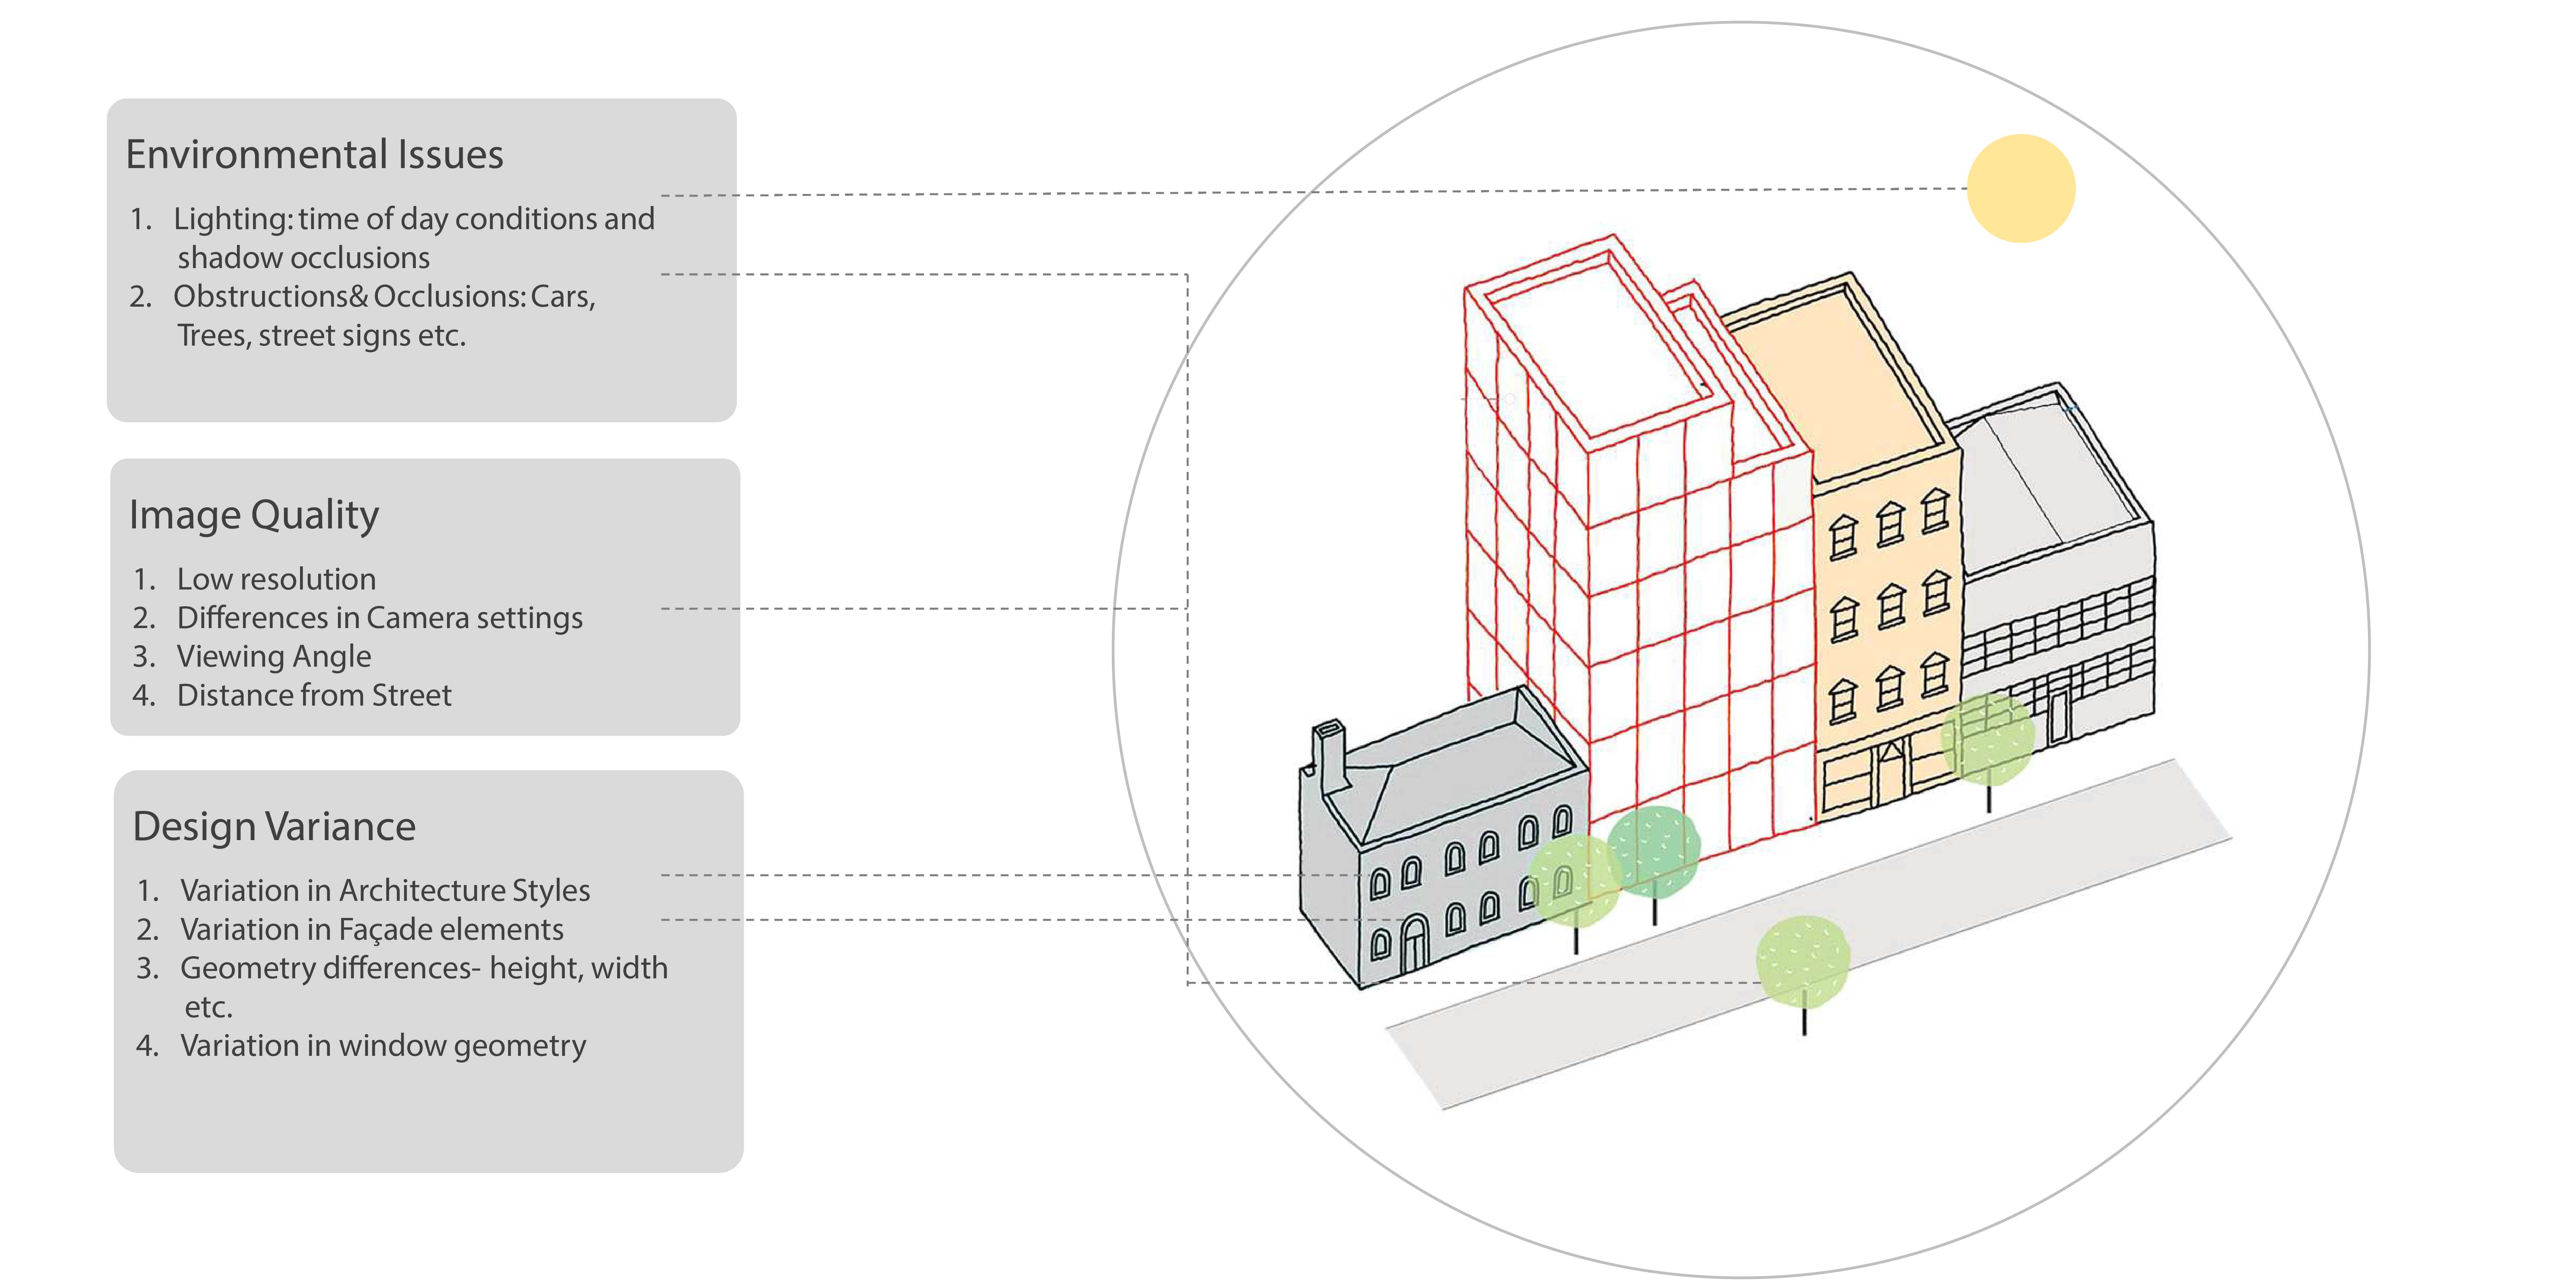 Environmental Issues
1. Lighting: time of day conditions and
shadow occlusions
2. Obstructions& Occlusions: Cars,
Trees, street signs etc.
Image Quality
1. Low resolution
2. Differences in Camera settings
3. Viewing Angle
4. Distance from Street
Design Variance
1. Variation in Architecture Styles
2. Variation in Façade elements
3. Geometry differences- height, width
etc.
4. Variation in window geometry